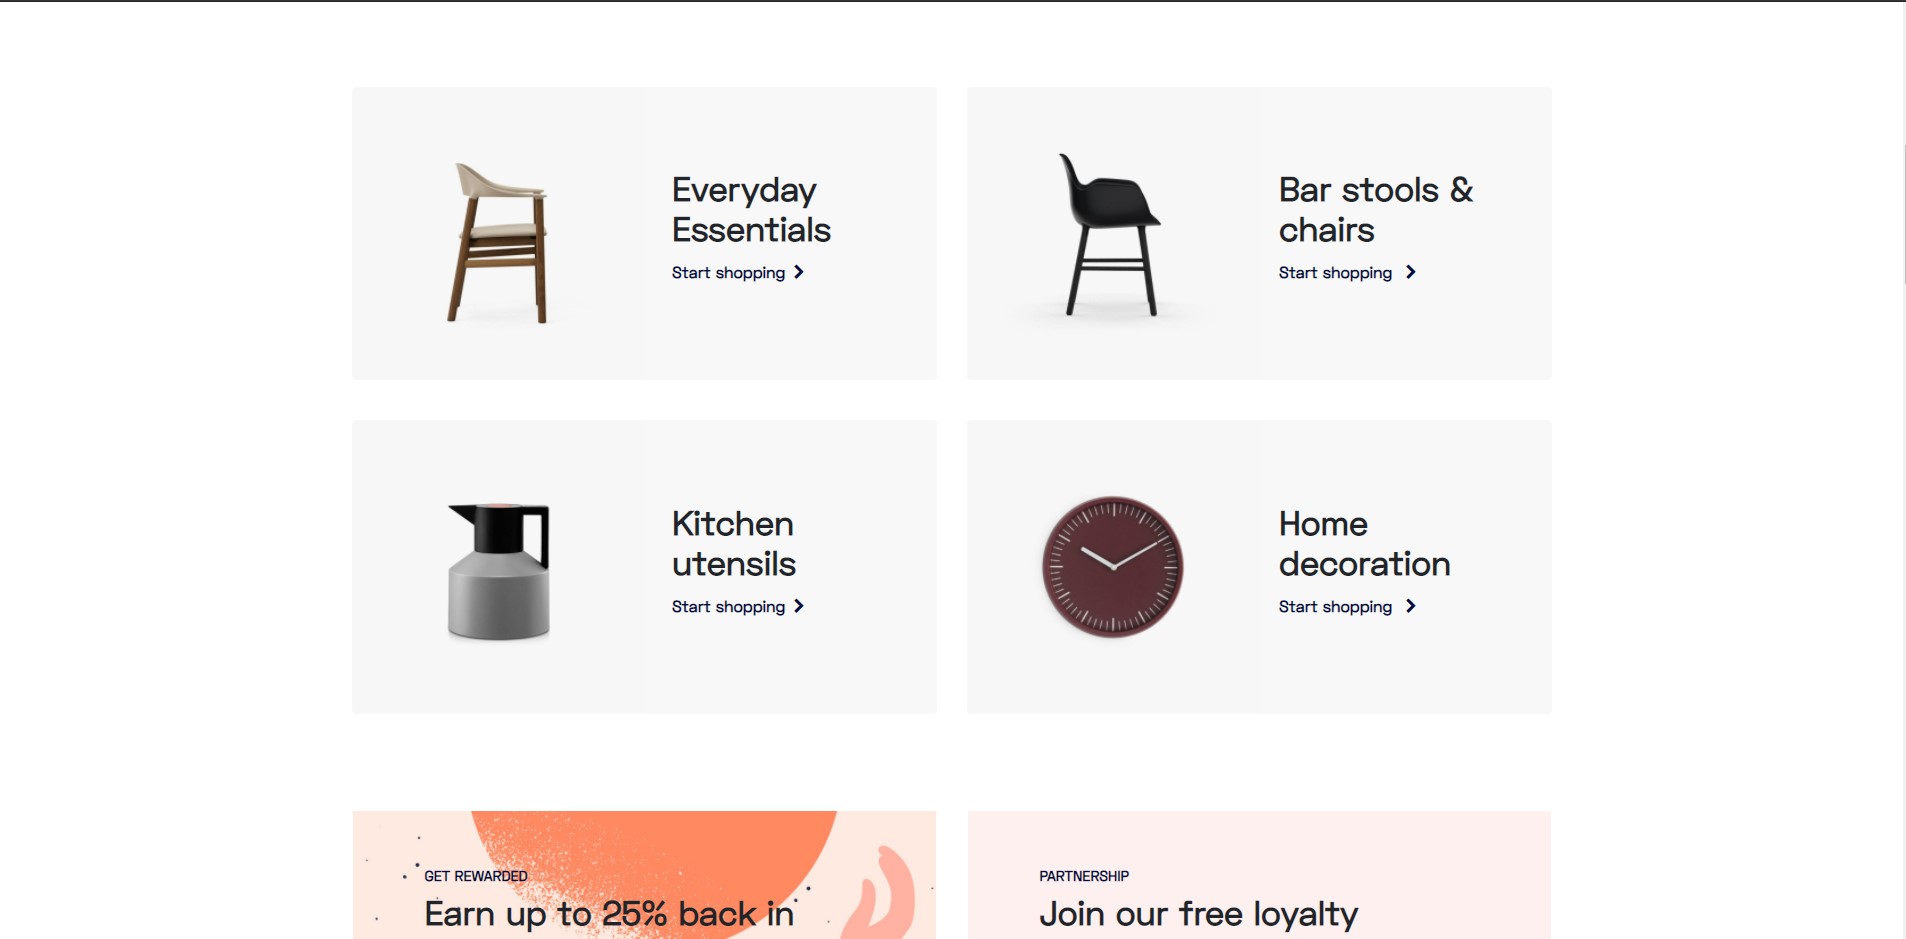 Everyday
Essentials
Start shopping
Bar stools &
chairs
Start shopping
Kitchen
utensils
Start shopping
Home
decoration
Start shopping
GET REWARDED
Earn up to 25% back in
PARTNERSHIP
Join our free loyalty